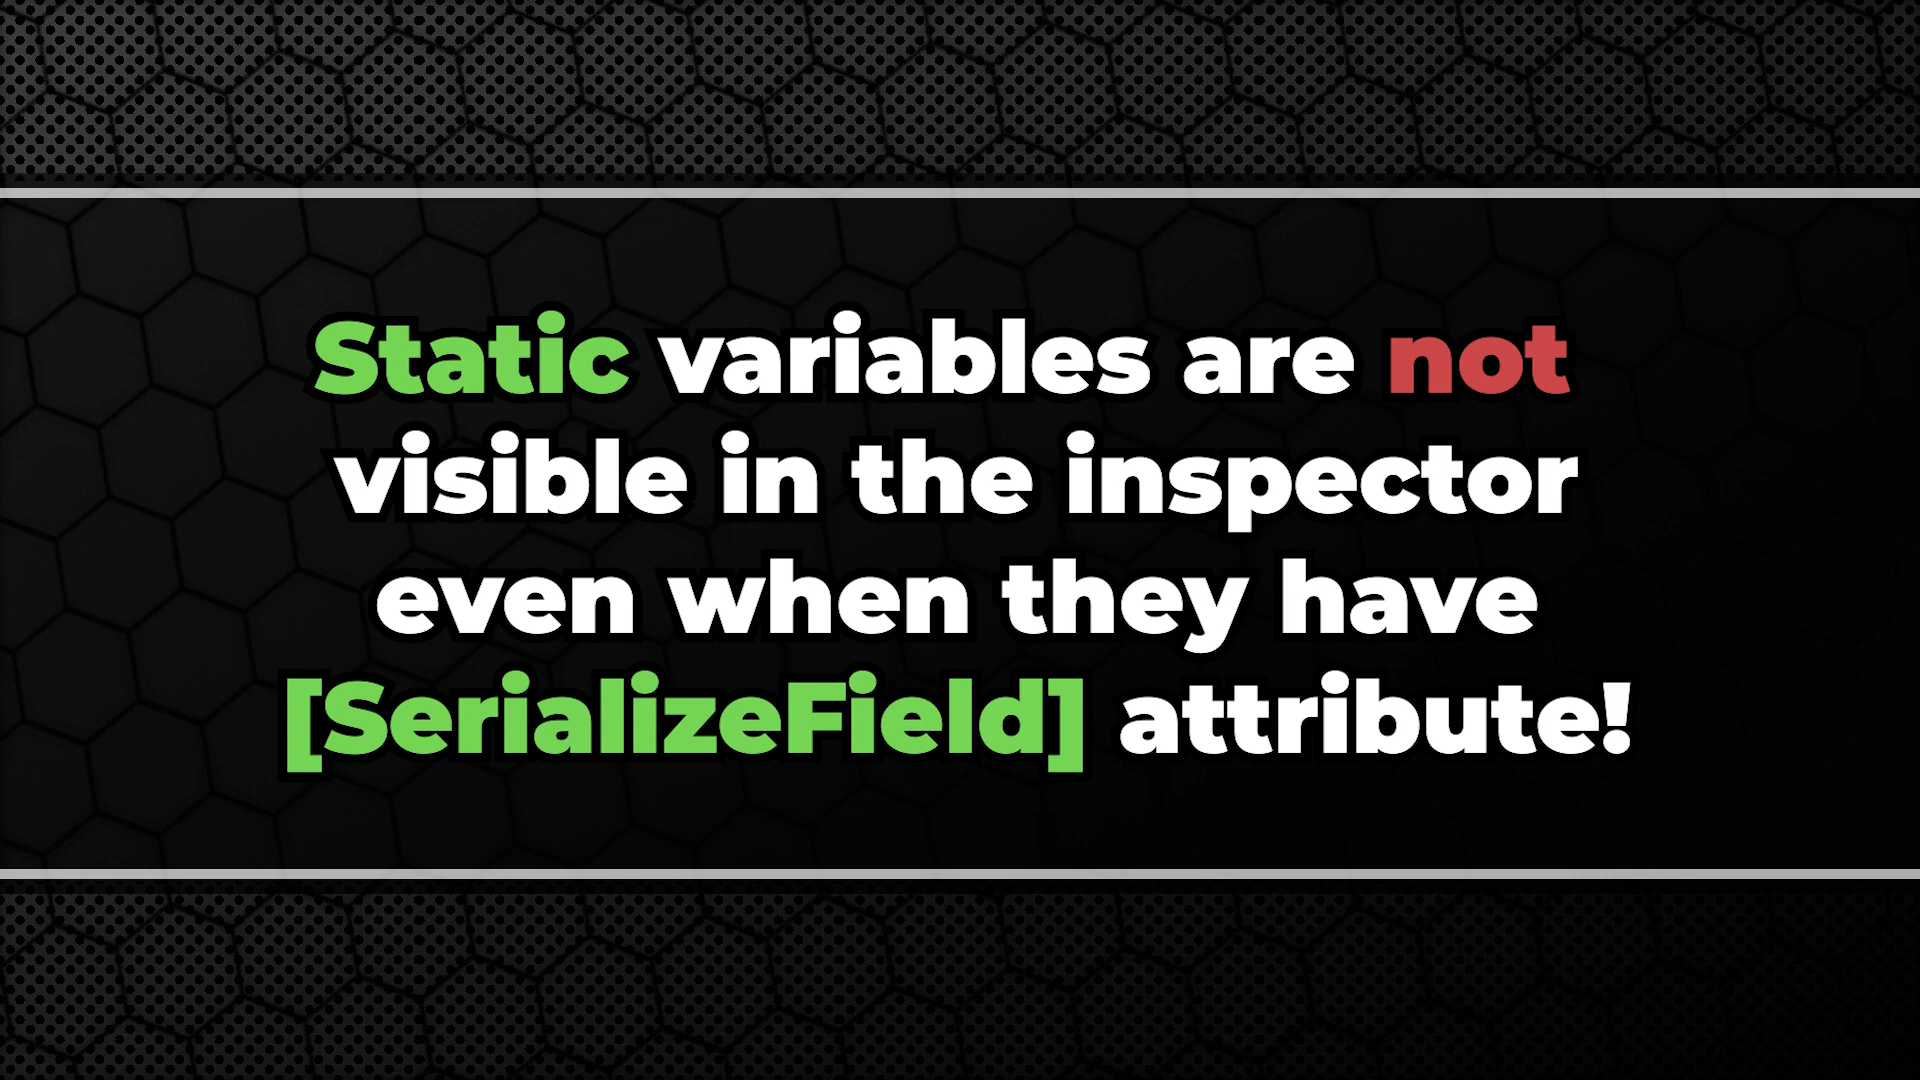 Static variables are not
visible in the inspector
even when they have
[SerializeField] attribute!